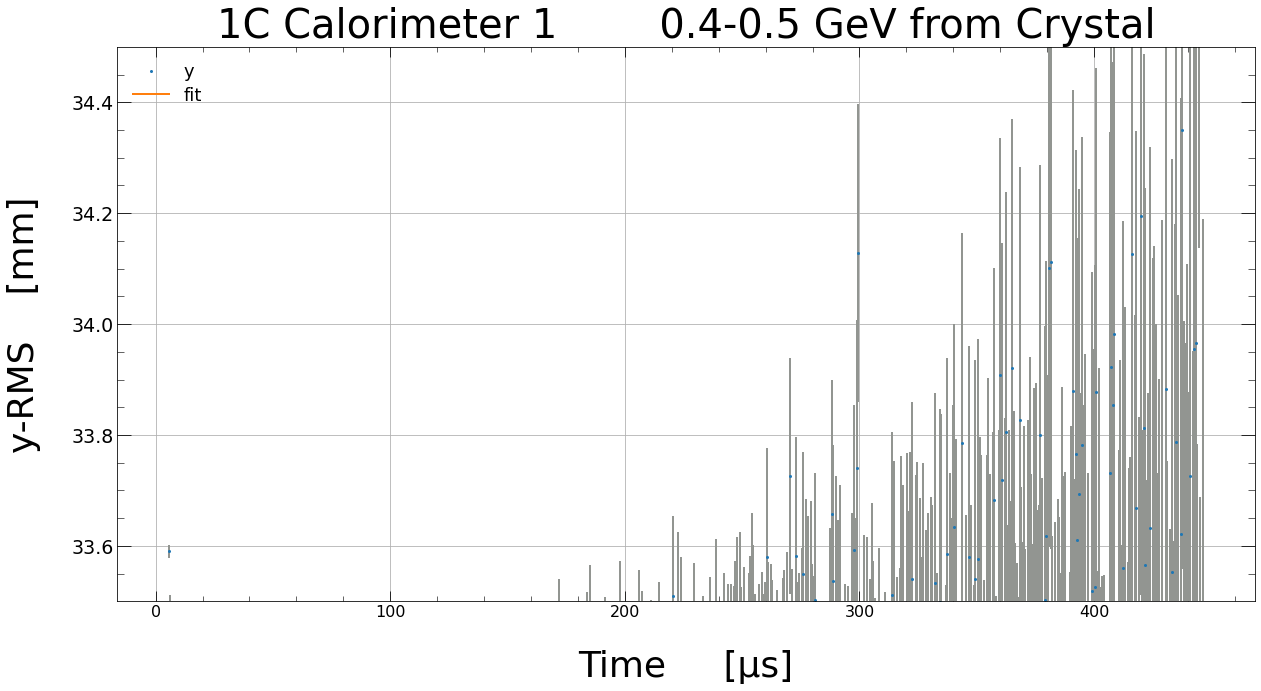 1C Calorimeter 1 0.4-0.5 GeV from Crystal
y
fit
34.4
34.2
34.0
33.8
33.6
y-RMS [mm]
0 100 200 300 400
Time [µs]